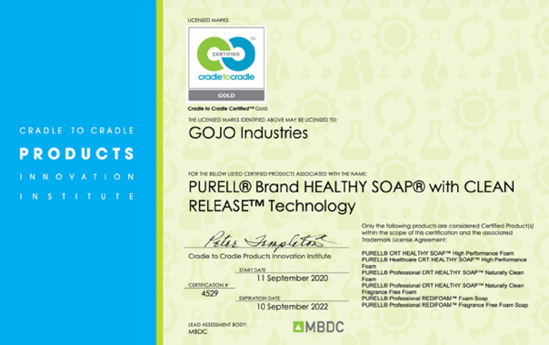 LICENSED MARKS:
CERTIFIED
cradletocradle
TM
GOLD
Cradle to Cradle Certified™ Gold
THE LICENSED MARKS IDENTIFIED ABOVE MAY BE LICENSED TO:
GOJO Industries
CRADLE TO CRADLE
PRODUCTS
INNOVATION
INSTITUTE
FOR THE BELOW LISTED CERTIFIED PRODUCTS ASSOCIATED WITH THE NAME:
PURELL® Brand HEALTHY SOAP® with CLEAN
RELEASE™ Technology
Peter Templeton
Cradle to Cradle Products Innovation Institute
START DATE
11 September 2020
CERTIFICATION #
4529
EXPIRATION DATE
10 September 2022
LEAD ASSESSMENT BODY:
MBDC
MBDC
Only the following products are considered Certified Product(s)
within the scope of this certification and the associated
Trademark License Agreement:
PURELL® CRT HEALTHY SOAP™ High Performance Foam
PURELL® Healthcare CRT HEALTHY SOAP™ High Performance
Foam
PURELL® Professional CRT HEALTHY SOAP™ Naturally Clean
Foam
PURELL® Professional CRT HEALTHY SOAP™ Naturally Clean
Fragrance Free Foam
PURELL® Professional REDIFOAM™ Foam Soap
PURELL® Professional REDIFOAM™ Fragrance Free Foam Soap